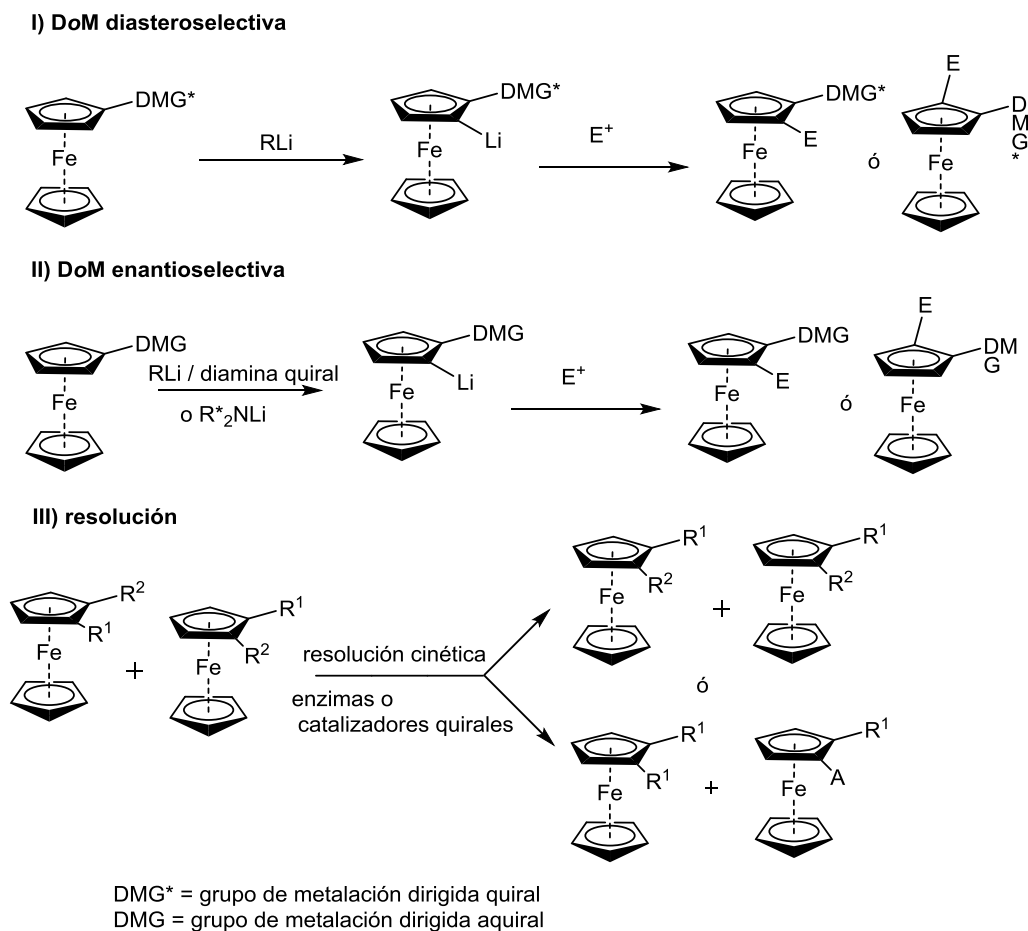 I) DoM diasteroselectiva
DMG*
Fe
RLi
DMG*
Li
Fe
E+
DMG*
E
Fe
ó
E
D
M
G
*
Fe
II) DoM enantioselectiva
DMG
Fe
RLi / diamina quiral
o R*2NLi
DMG
Li
Fe
E+
DMG
E
Fe
ó
E
DM
G
Fe
III) resolución
R2
R1
Fe
+
R1
R2
Fe
resolución cinética
enzimas o
catalizadores quirales
R1
R2
Fe
+
R1
R2
Fe
ó
R1
R1
Fe
+
R1
A
Fe
DMG* = grupo de metalación dirigida quiral
DMG = grupo de metalación dirigida aquiral